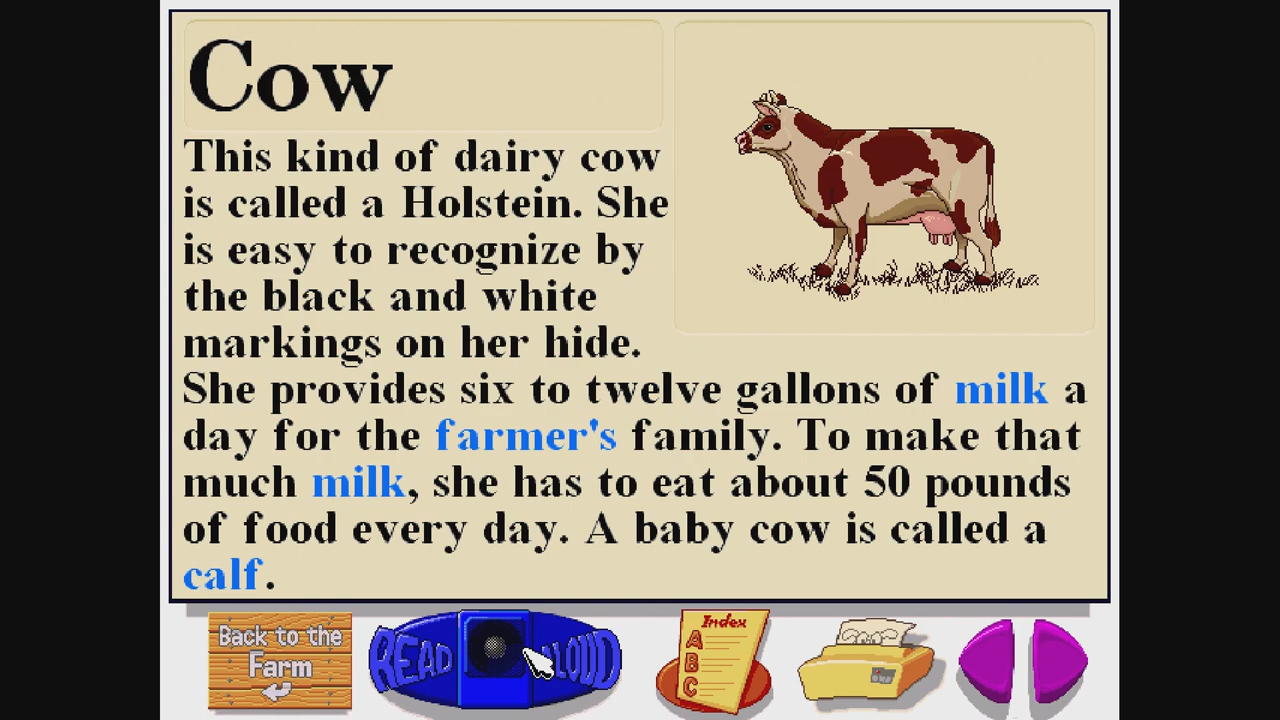 Cow
This kind of dairy cow
is called a Holstein. She
is easy to recognize by
the black and white
markings on her hide.
She provides six to twelve gallons of milk a
day for the farmer's family. To make that
much milk, she has to eat about 50 pounds
of food every day. A baby cow is called a
calf.
Back to the
Farm
READ ALOUD
Index
A
B
C